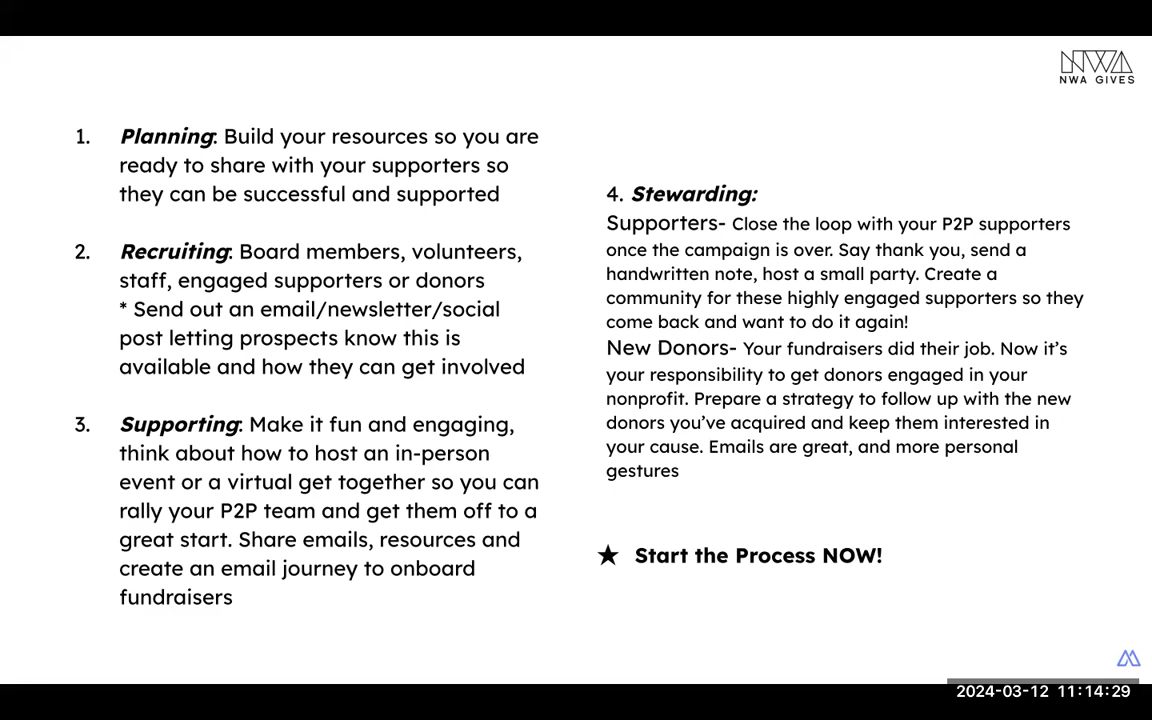 NWA
NWA GIVES
1. Planning: Build your resources so you are
ready to share with your supporters so
they can be successful and supported
2. Recruiting: Board members, volunteers,
staff, engaged supporters or donors
* Send out an email/newsletter/social
post letting prospects know this is
available and how they can get involved
3. Supporting: Make it fun and engaging,
think about how to host an in-person
event or a virtual get together so you can
rally your P2P team and get them off to a
great start. Share emails, resources and
create an email journey to onboard
fundraisers
4. Stewarding:
Supporters- Close the loop with your P2P supporters
once the campaign is over. Say thank you, send a
handwritten note, host a small party. Create a
community for these highly engaged supporters so they
come back and want to do it again!
New Donors- Your fundraisers did their job. Now it’s
your responsibility to get donors engaged in your
nonprofit. Prepare a strategy to follow up with the new
donors you’ve acquired and keep them interested in
your cause. Emails are great, and more personal
gestures
★ Start the Process NOW!
2024-03-12 11:14:29